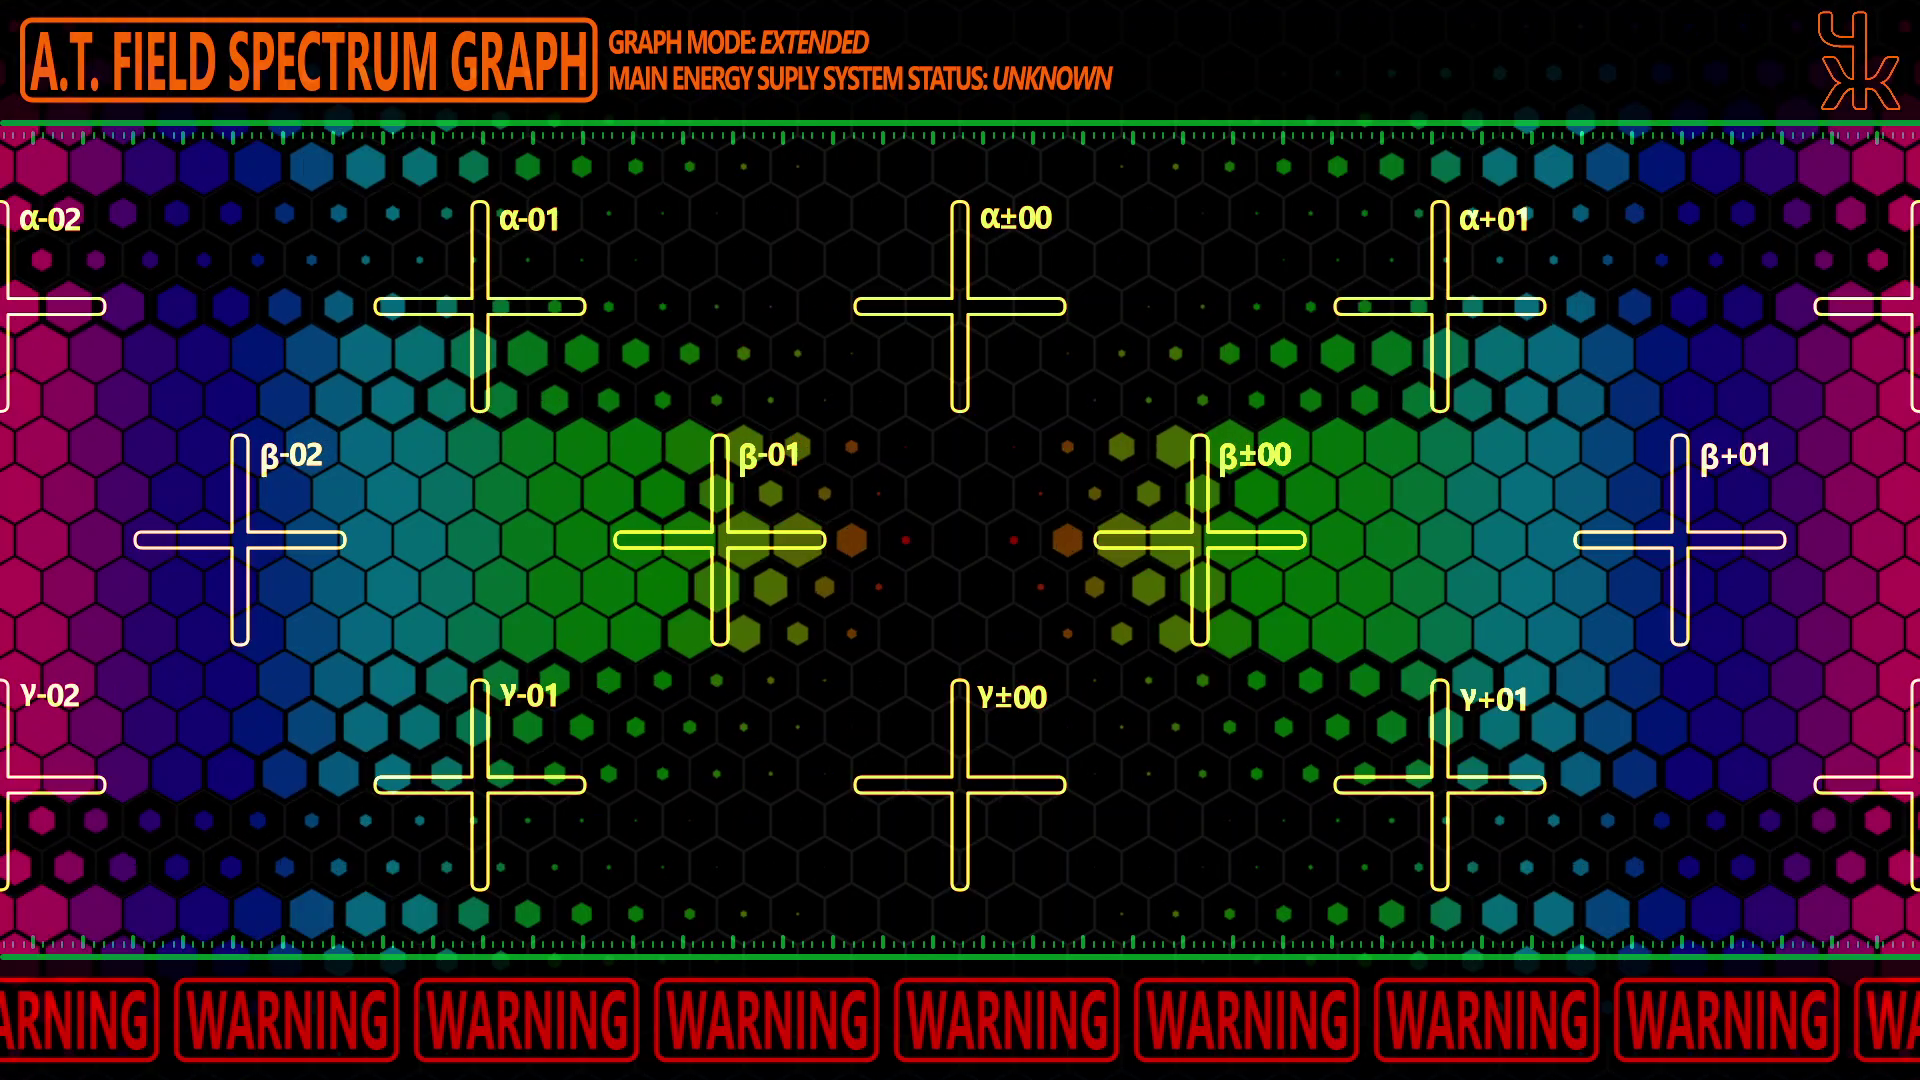 A.T. FIELD SPECTRUM GRAPH
GRAPH MODE: EXTENDED
MAIN ENERGY SUPLY SYSTEM STATUS: UNKNOWN
α-02 α-01 α±00 α+01
β-02 β-01 β±00 β+01
γ-02 γ-01 γ±00 γ+01
ARNING WARNING WARNING WARNING WARNING WARNING WARNING WARNING WA